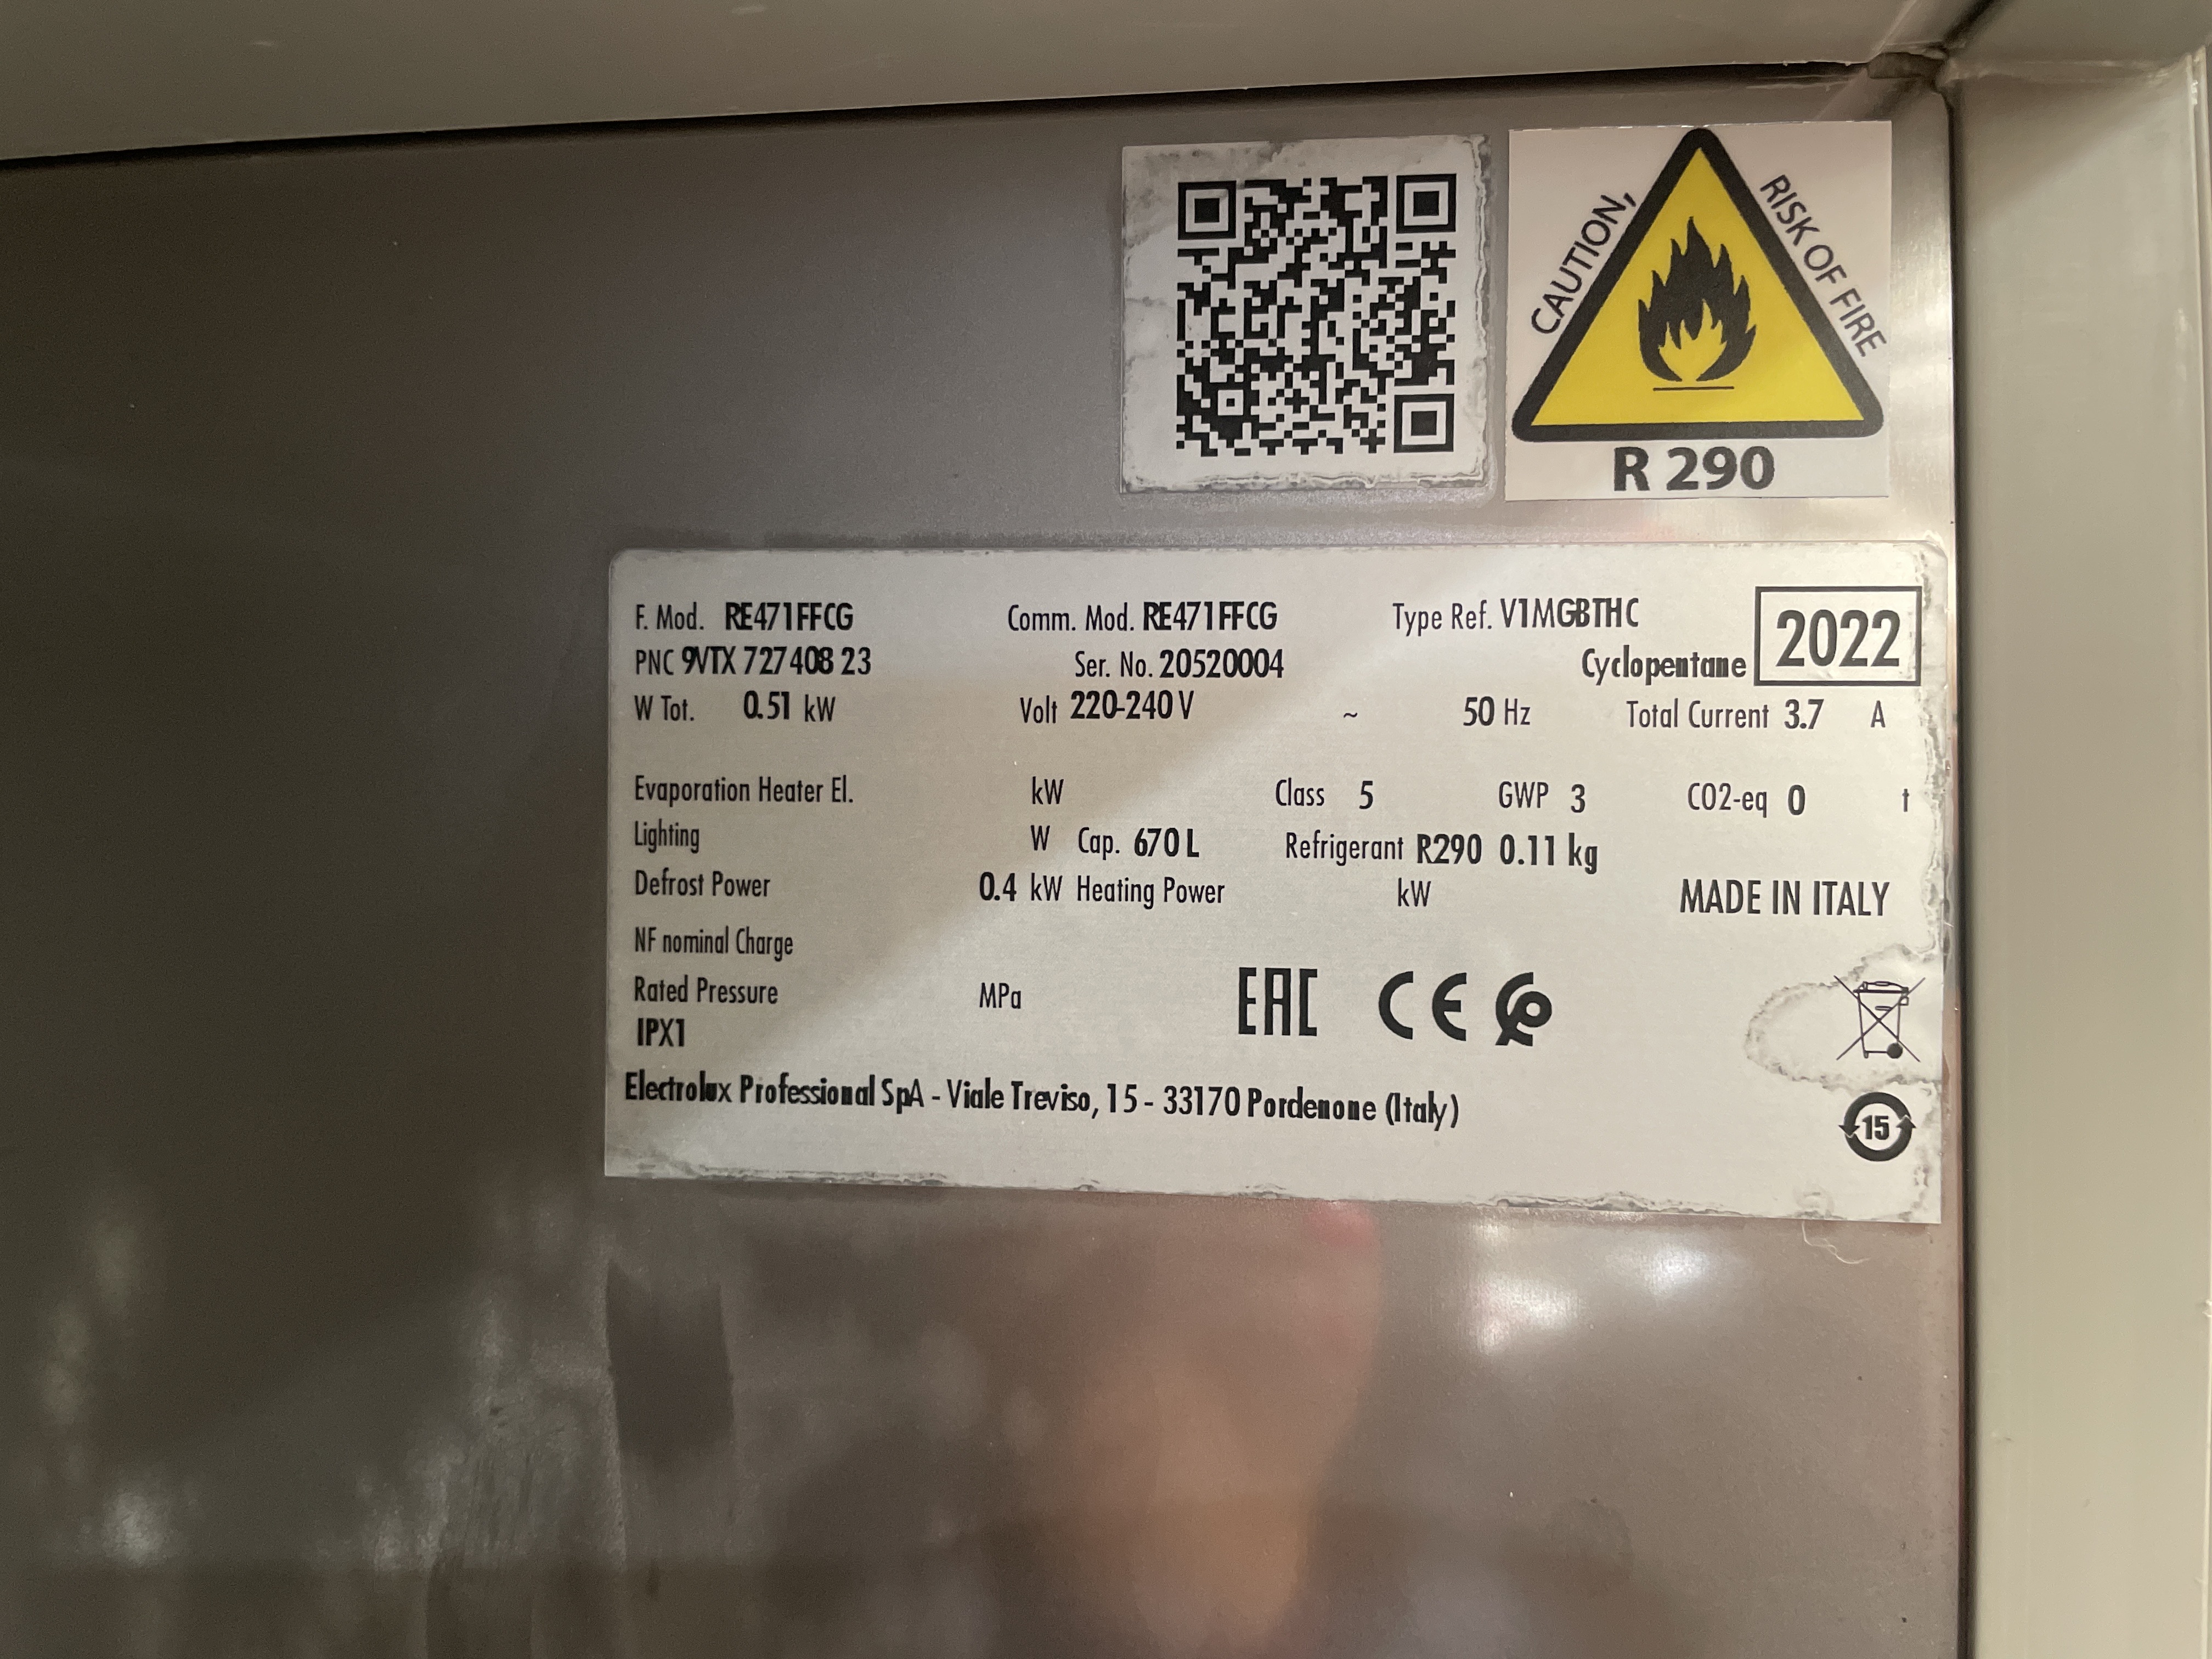 CAUTION, RISK OF FIRE
R 290
F. Mod. RE471FFCG Comm. Mod. RE471FFCG Type Ref. V1MGBTHC 2022
PNC 9VTX 727408 23 Ser. No. 20520004 Cyclopentane
W Tot. 0.51 kW Volt 220-240 V ~ 50 Hz Total Current 3.7 A
Evaporation Heater El. kW Class 5 GWP 3 CO2-eq 0 t
Lighting W Cap. 670 L Refrigerant R290 0.11 kg
Defrost Power 0.4 kW Heating Power kW MADE IN ITALY
NF nominal Charge
Rated Pressure MPa EAC CE
IPX1
Electrolux Professional SpA - Viale Treviso, 15 - 33170 Pordenone (Italy)
15